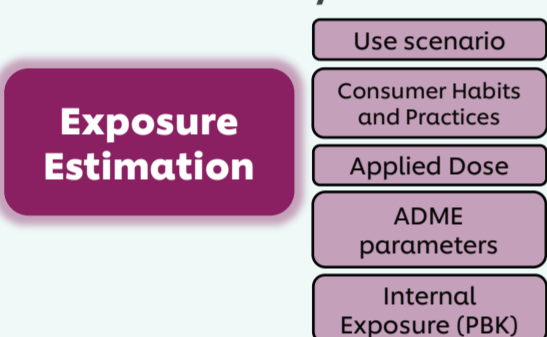 Exposure
Estimation
Use scenario
Consumer Habits
and Practices
Applied Dose
ADME
parameters
Internal
Exposure (PBK)